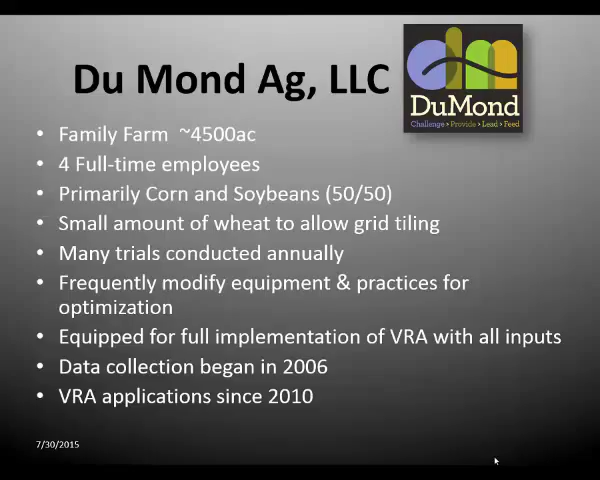 Du Mond Ag, LLC
dm
DuMond
Challenge › Provide › Lead › Feed
• Family Farm ~4500ac
• 4 Full-time employees
• Primarily Corn and Soybeans (50/50)
• Small amount of wheat to allow grid tiling
• Many trials conducted annually
• Frequently modify equipment & practices for
optimization
• Equipped for full implementation of VRA with all inputs
• Data collection began in 2006
• VRA applications since 2010
7/30/2015